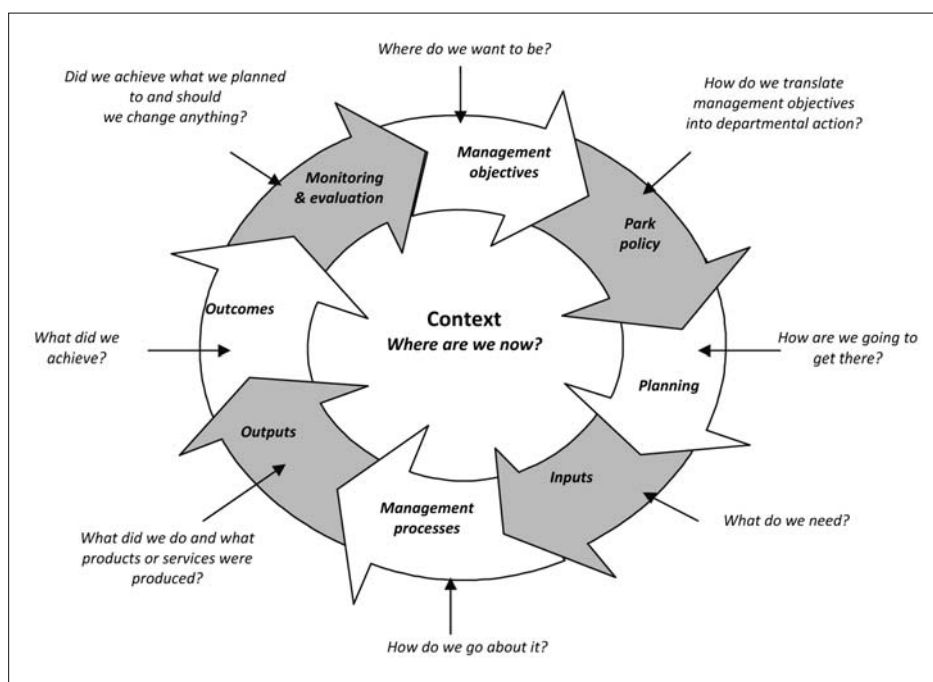 Where do we want to be?
Did we achieve what we planned
to and should
we change anything?
How do we translate
management objectives
into departmental action?
Management
objectives
Monitoring
& evaluation
Park
policy
Outcomes
Context
Where are we now?
What did we
achieve?
How are we going to
get there?
Planning
Outputs
Inputs
Management
processes
What do we need?
What did we do and what
products or services were
produced?
How do we go about it?